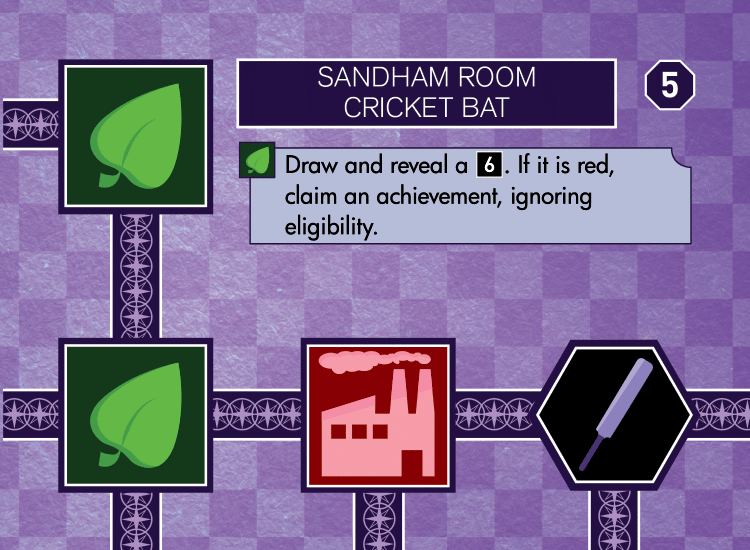 SANDHAM ROOM
CRICKET BAT
5
Draw and reveal a 6. If it is red,
claim an achievement, ignoring
eligibility.